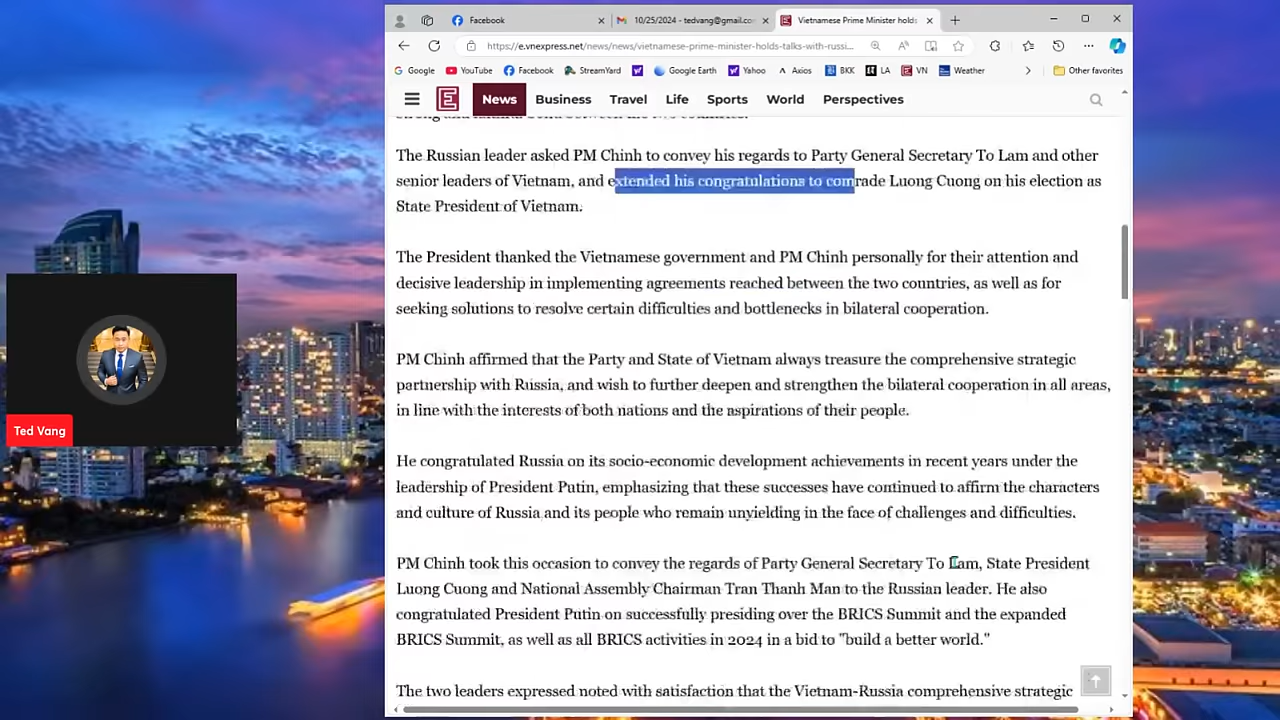 Facebook
10/25/2024 - tedvang@gmail.co
Vietnamese Prime Minister holds
https://e.vnexpress.net/news/news/vietnamese-prime-minister-holds-talks-with-russi...
Google YouTube Facebook StreamYard Google Earth Yahoo Axios BKK LA VN Weather Other favorites
E News Business Travel Life Sports World Perspectives
The Russian leader asked PM Chinh to convey his regards to Party General Secretary To Lam and other
senior leaders of Vietnam, and extended his congratulations to comrade Luong Cuong on his election as
State President of Vietnam.
The President thanked the Vietnamese government and PM Chinh personally for their attention and
decisive leadership in implementing agreements reached between the two countries, as well as for
seeking solutions to resolve certain difficulties and bottlenecks in bilateral cooperation.
PM Chinh affirmed that the Party and State of Vietnam always treasure the comprehensive strategic
partnership with Russia, and wish to further deepen and strengthen the bilateral cooperation in all areas,
in line with the interests of both nations and the aspirations of their people.
He congratulated Russia on its socio-economic development achievements in recent years under the
leadership of President Putin, emphasizing that these successes have continued to affirm the characters
and culture of Russia and its people who remain unyielding in the face of challenges and difficulties.
PM Chinh took this occasion to convey the regards of Party General Secretary To Lam, State President
Luong Cuong and National Assembly Chairman Tran Thanh Man to the Russian leader. He also
congratulated President Putin on successfully presiding over the BRICS Summit and the expanded
BRICS Summit, as well as all BRICS activities in 2024 in a bid to "build a better world."
The two leaders expressed noted with satisfaction that the Vietnam-Russia comprehensive strategic
Ted Vang